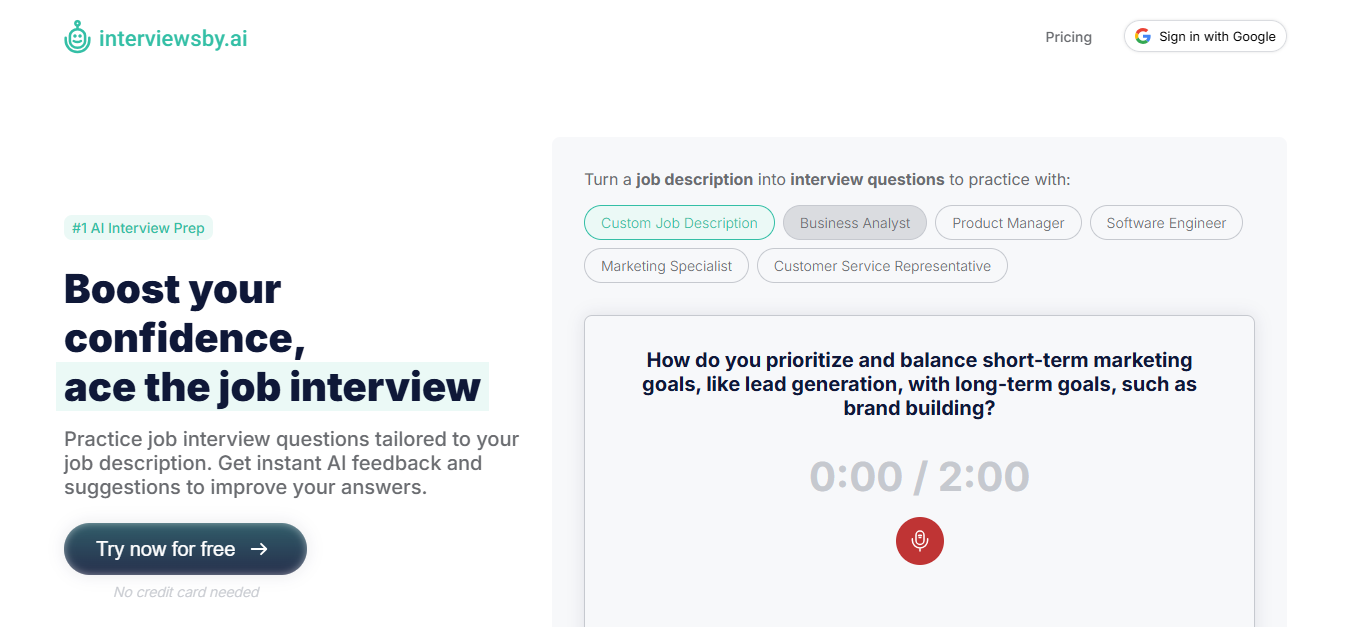 interviewsby.ai
Pricing
Sign in with Google
#1 AI Interview Prep
Boost your
confidence,
ace the job interview
Practice job interview questions tailored to your
job description. Get instant AI feedback and
suggestions to improve your answers.
Try now for free →
No credit card needed
Turn a job description into interview questions to practice with:
Custom Job Description
Business Analyst
Product Manager
Software Engineer
Marketing Specialist
Customer Service Representative
How do you prioritize and balance short-term marketing
goals, like lead generation, with long-term goals, such as
brand building?
0:00 / 2:00